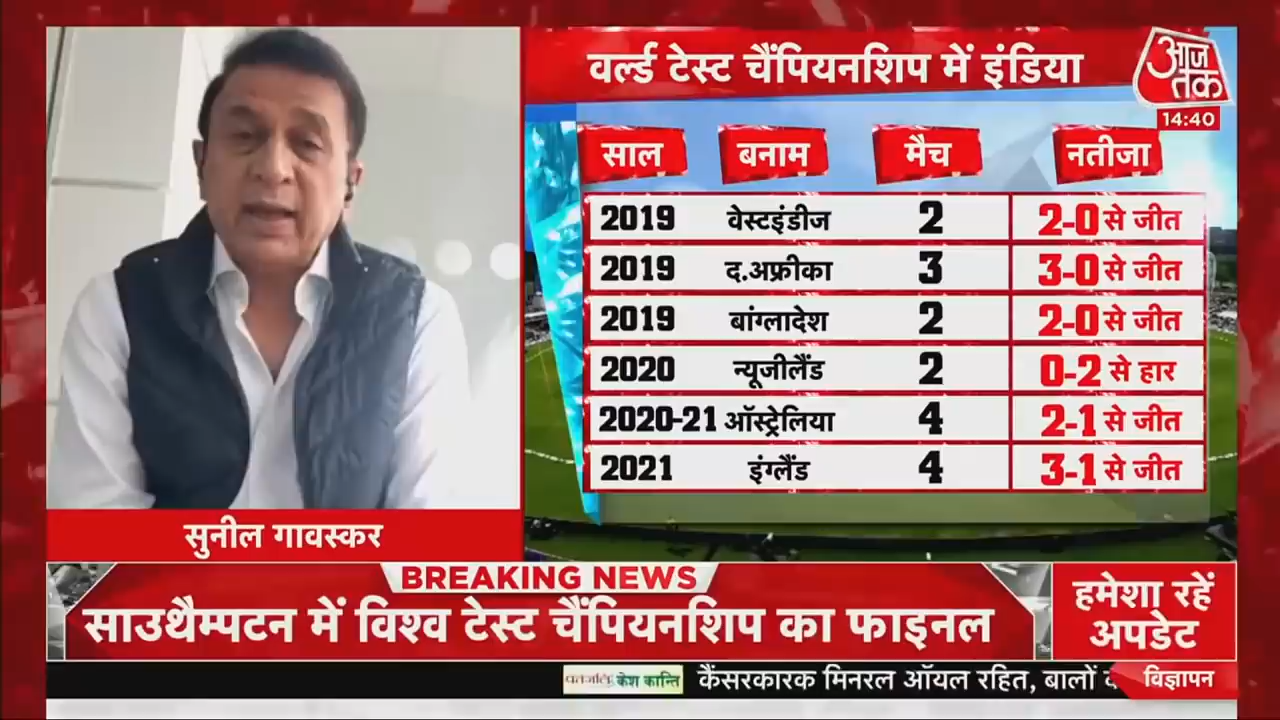 वर्ल्ड टेस्ट चैंपियनशिप में इंडिया
आज तक
14:40
साल बनाम मैच नतीजा
2019 वेस्टइंडीज 2 2-0 से जीत
2019 द.अफ्रीका 3 3-0 से जीत
2019 बांग्लादेश 2 2-0 से जीत
2020 न्यूजीलैंड 2 0-2 से हार
2020-21 ऑस्ट्रेलिया 4 2-1 से जीत
2021 इंग्लैंड 4 3-1 से जीत
सुनील गावस्कर
BREAKING NEWS
साउथैम्पटन में विश्व टेस्ट चैंपियनशिप का फाइनल
हमेशा रहें
अपडेट
पतंजलि केश कान्ति कैंसरकारक मिनरल ऑयल रहित, बालों विज्ञापन